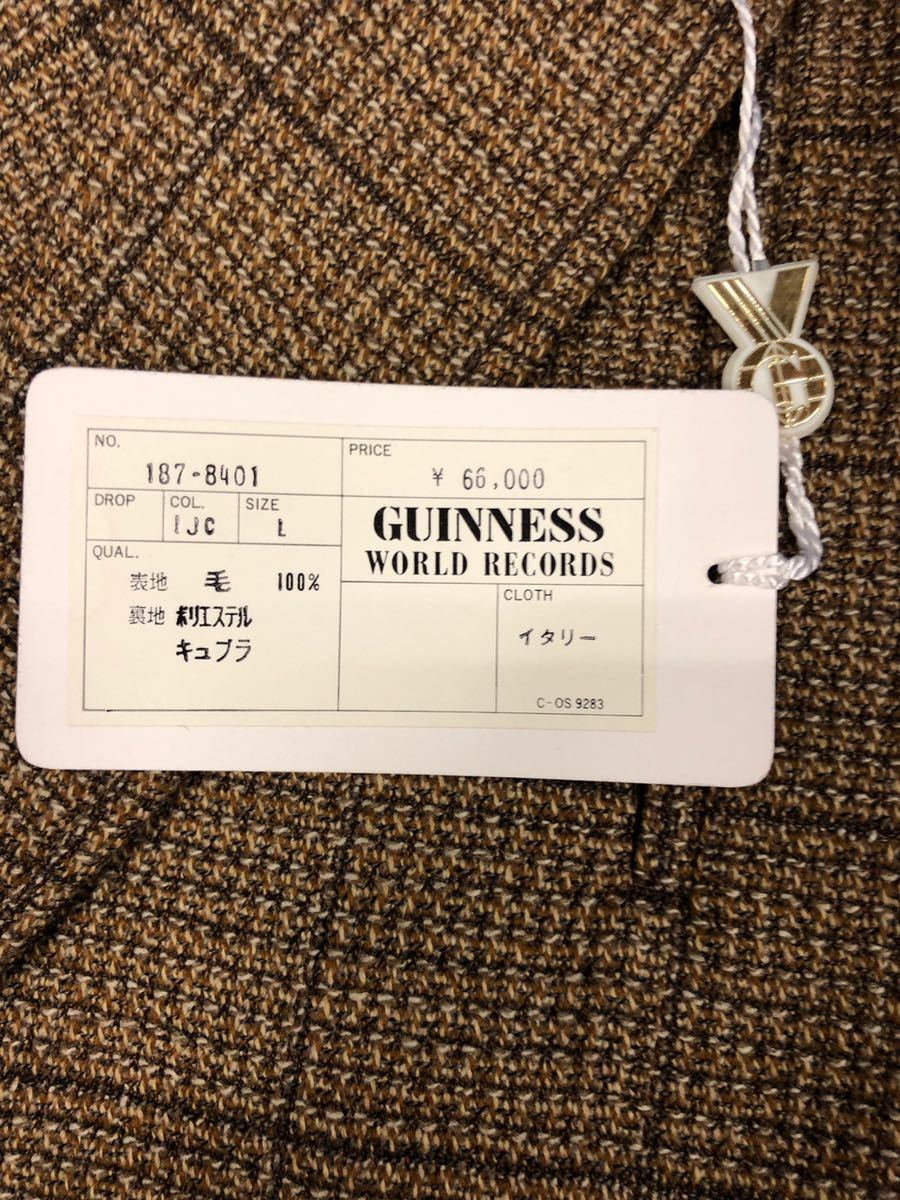 NO.
187-8401
PRICE
¥ 66,000
DROP
COL.
IJC
SIZE
L
GUINNESS
WORLD RECORDS
QUAL.
表地 毛 100%
裏地 ポリエステル
キュプラ
CLOTH
イタリー
C-OS 9283